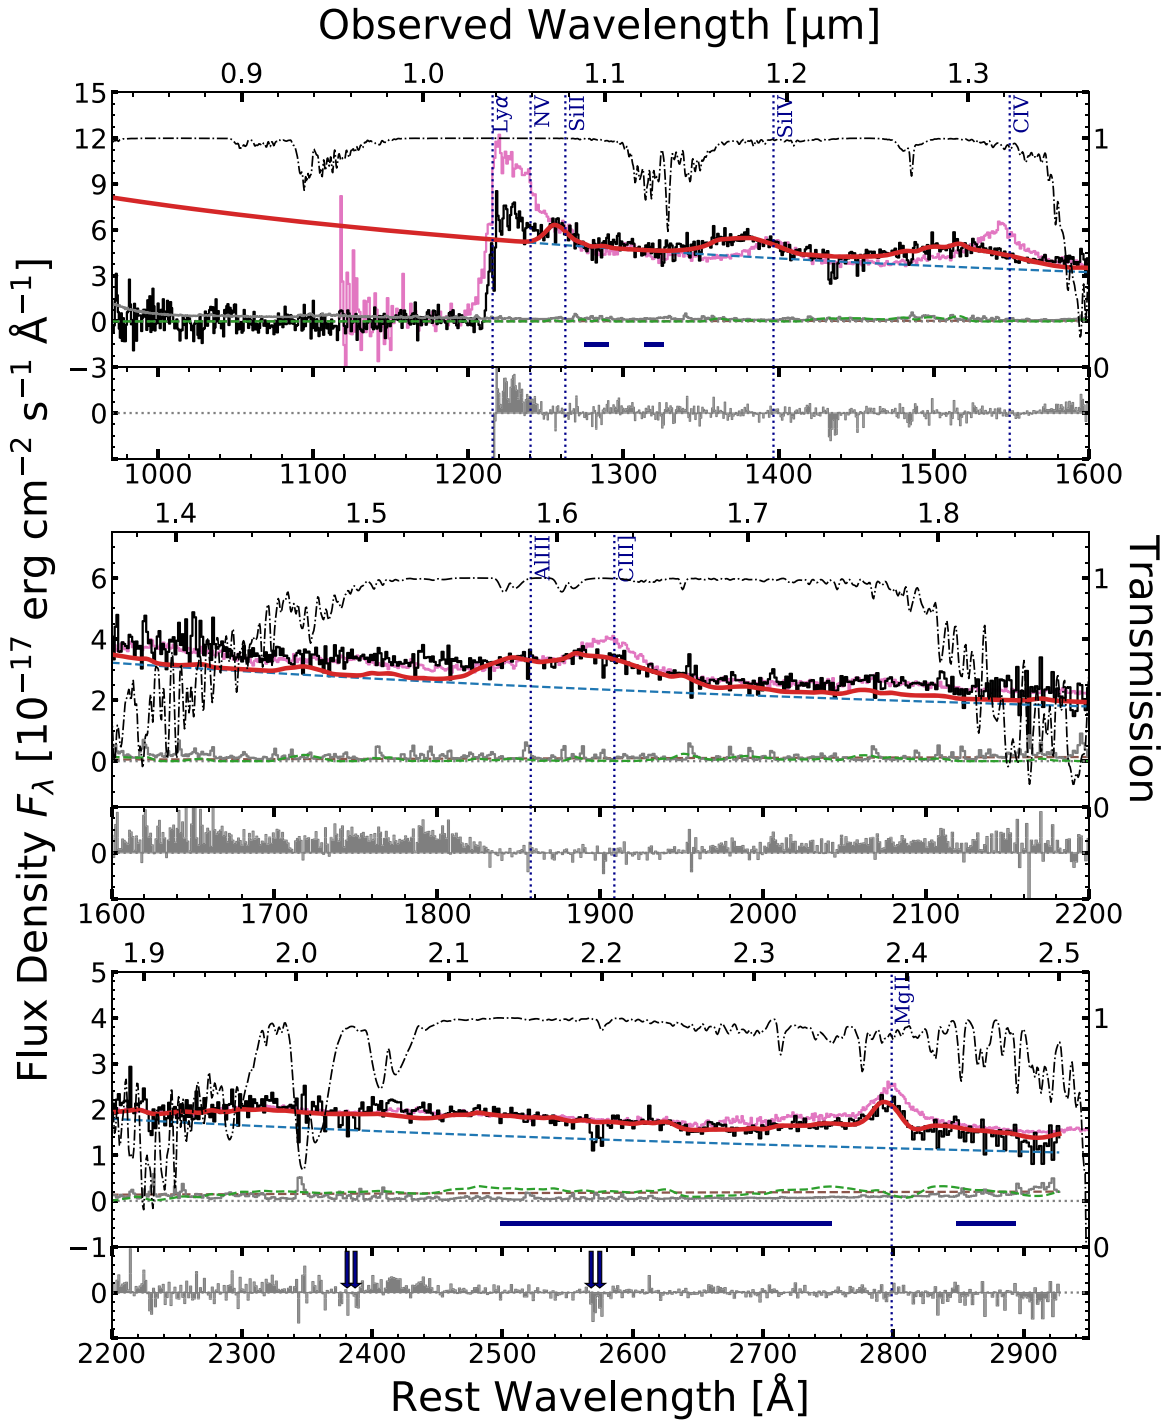 Observed Wavelength [μm]
0.9 1.0 1.1 1.2 1.3
15
12
9
6
3
0
−3
1
0
Lyα NV SiII SiIV CIV
0
1000 1100 1200 1300 1400 1500 1600
1.4 1.5 1.6 1.7 1.8
6
4
2
0
1
0
AlIII CIII]
0
1600 1700 1800 1900 2000 2100 2200
1.9 2.0 2.1 2.2 2.3 2.4 2.5
5
4
3
2
1
0
−1
1
0
MgII
0
2200 2300 2400 2500 2600 2700 2800 2900
Rest Wavelength [Å]
Flux Density Fλ [10⁻¹⁷ erg cm⁻² s⁻¹ Å⁻¹]
Transmission